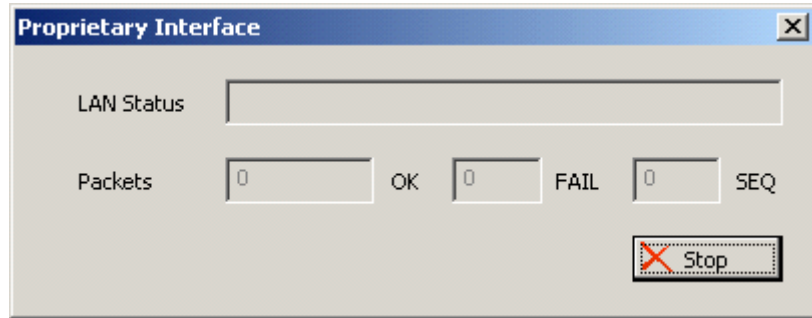 Proprietary Interface
LAN Status
Packets 0 OK 0 FAIL 0 SEQ
Stop